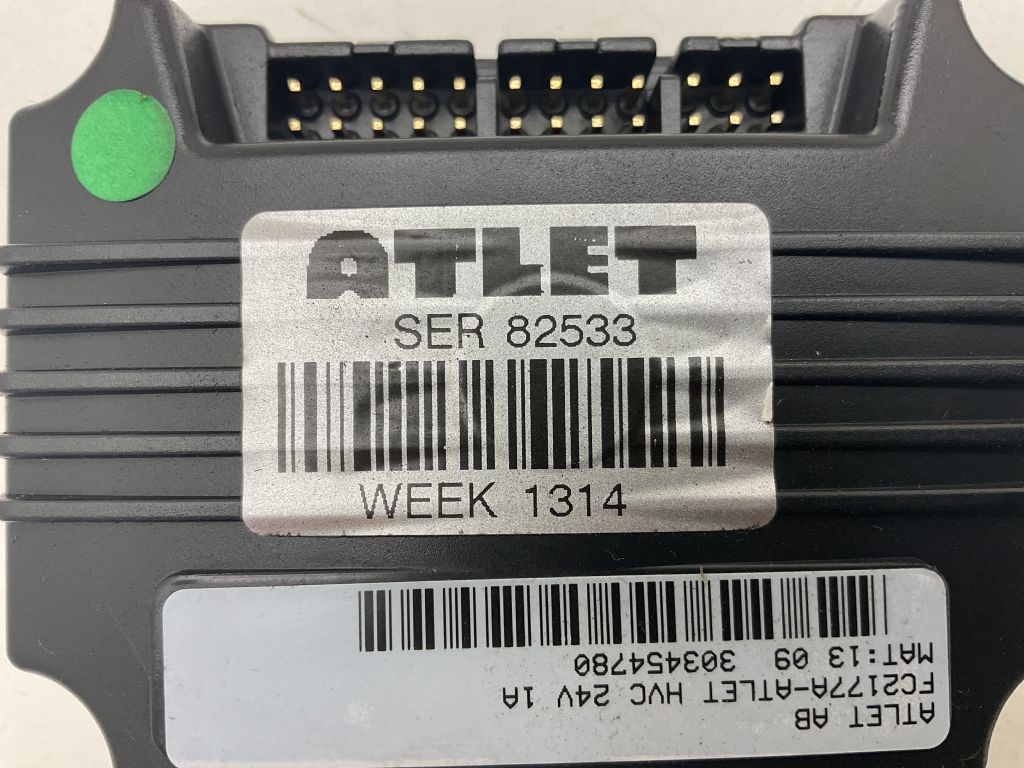 ATLET
SER 82533
WEEK 1314
ATLET AB
FC2177A-ATLET HVC 24V 1A
MAT:13 09 303454780